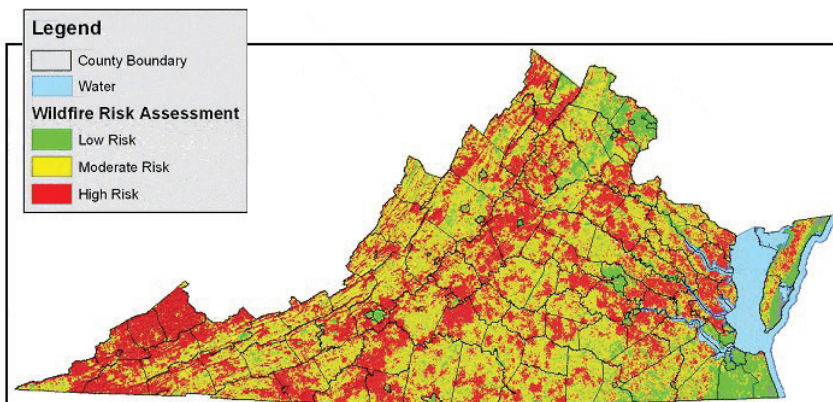 Legend
County Boundary
Water
Wildfire Risk Assessment
Low Risk
Moderate Risk
High Risk